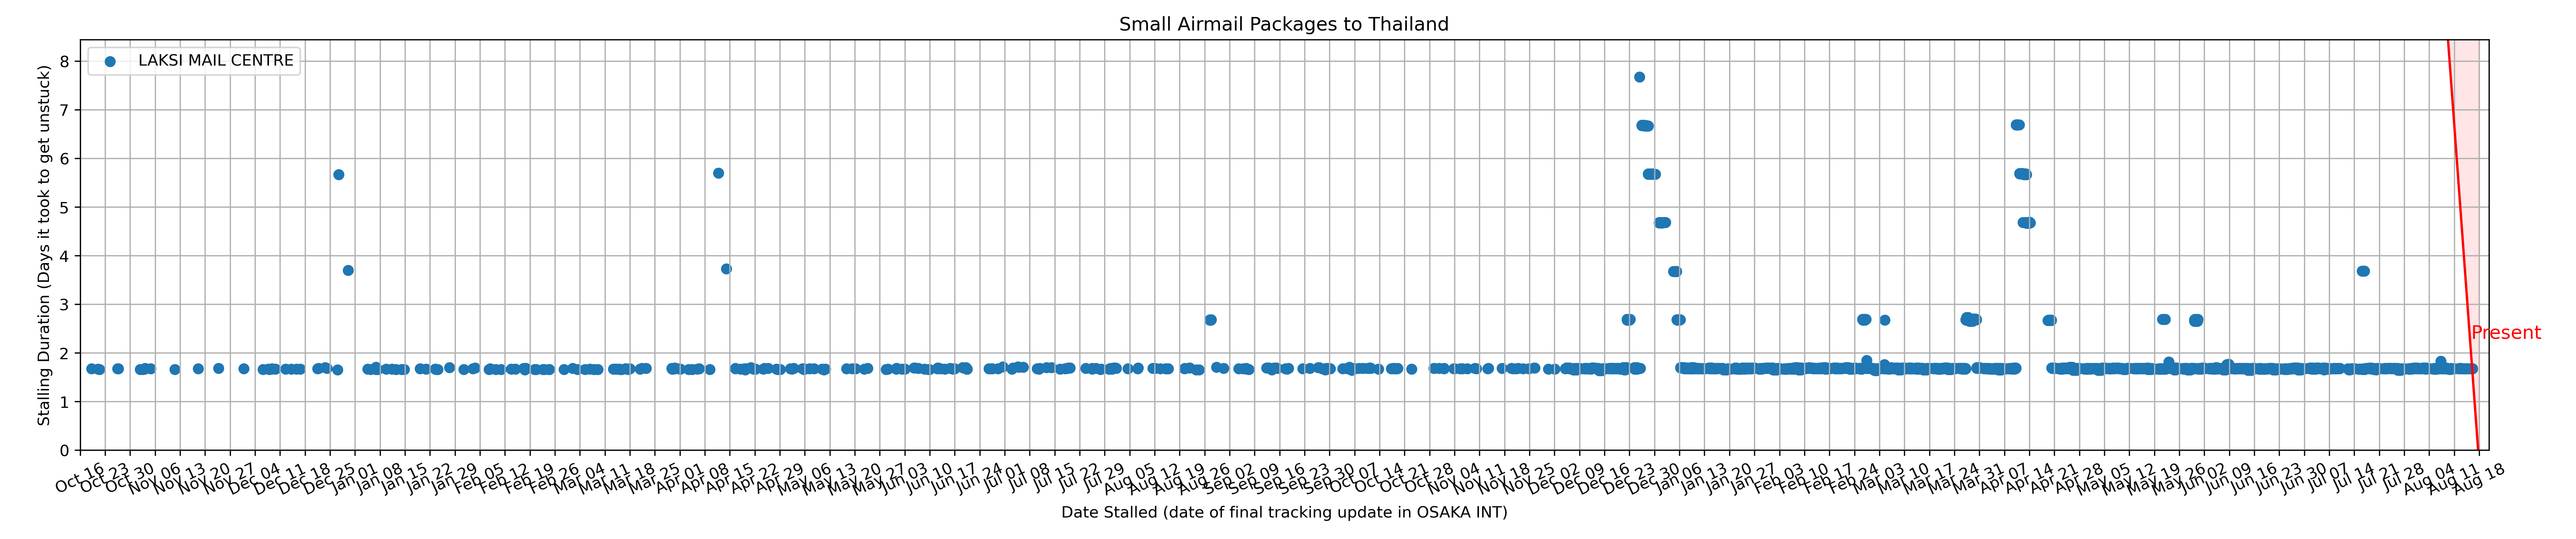 Small Airmail Packages to Thailand
LAKSI MAIL CENTRE
Stalling Duration (Days it took to get unstuck)
8
7
6
5
4
3
2
1
0
Present
Oct 16 Oct 23 Oct 30 Nov 06 Nov 13 Nov 20 Nov 27 Dec 04 Dec 11 Dec 18 Dec 25 Jan 01 Jan 08 Jan 15 Jan 22 Jan 29 Feb 05 Feb 12 Feb 19 Feb 26 Mar 04 Mar 11 Mar 18 Mar 25 Apr 01 Apr 08 Apr 15 Apr 22 Apr 29 May 06 May 13 May 20 May 27 Jun 03 Jun 10 Jun 17 Jun 24 Jul 01 Jul 08 Jul 15 Jul 22 Jul 29 Aug 05 Aug 12 Aug 19 Aug 26 Sep 02 Sep 09 Sep 16 Sep 23 Sep 30 Oct 07 Oct 14 Oct 21 Oct 28 Nov 04 Nov 11 Nov 18 Nov 25 Dec 02 Dec 09 Dec 16 Dec 23 Dec 30 Jan 06 Jan 13 Jan 20 Jan 27 Feb 03 Feb 10 Feb 17 Feb 24 Mar 03 Mar 10 Mar 17 Mar 24 Mar 31 Apr 07 Apr 14 Apr 21 Apr 28 May 05 May 12 May 19 May 26 Jun 02 Jun 09 Jun 16 Jun 23 Jun 30 Jul 07 Jul 14 Jul 21 Jul 28 Aug 04 Aug 11 Aug 18
Date Stalled (date of final tracking update in OSAKA INT)